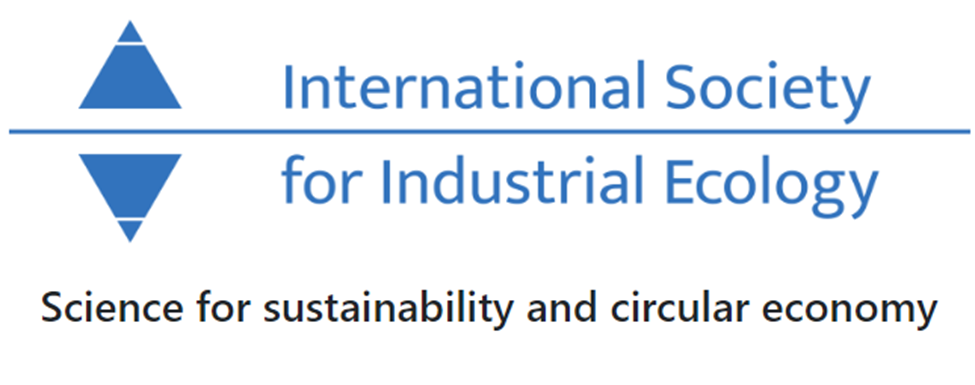 International Society
for Industrial Ecology
Science for sustainability and circular economy